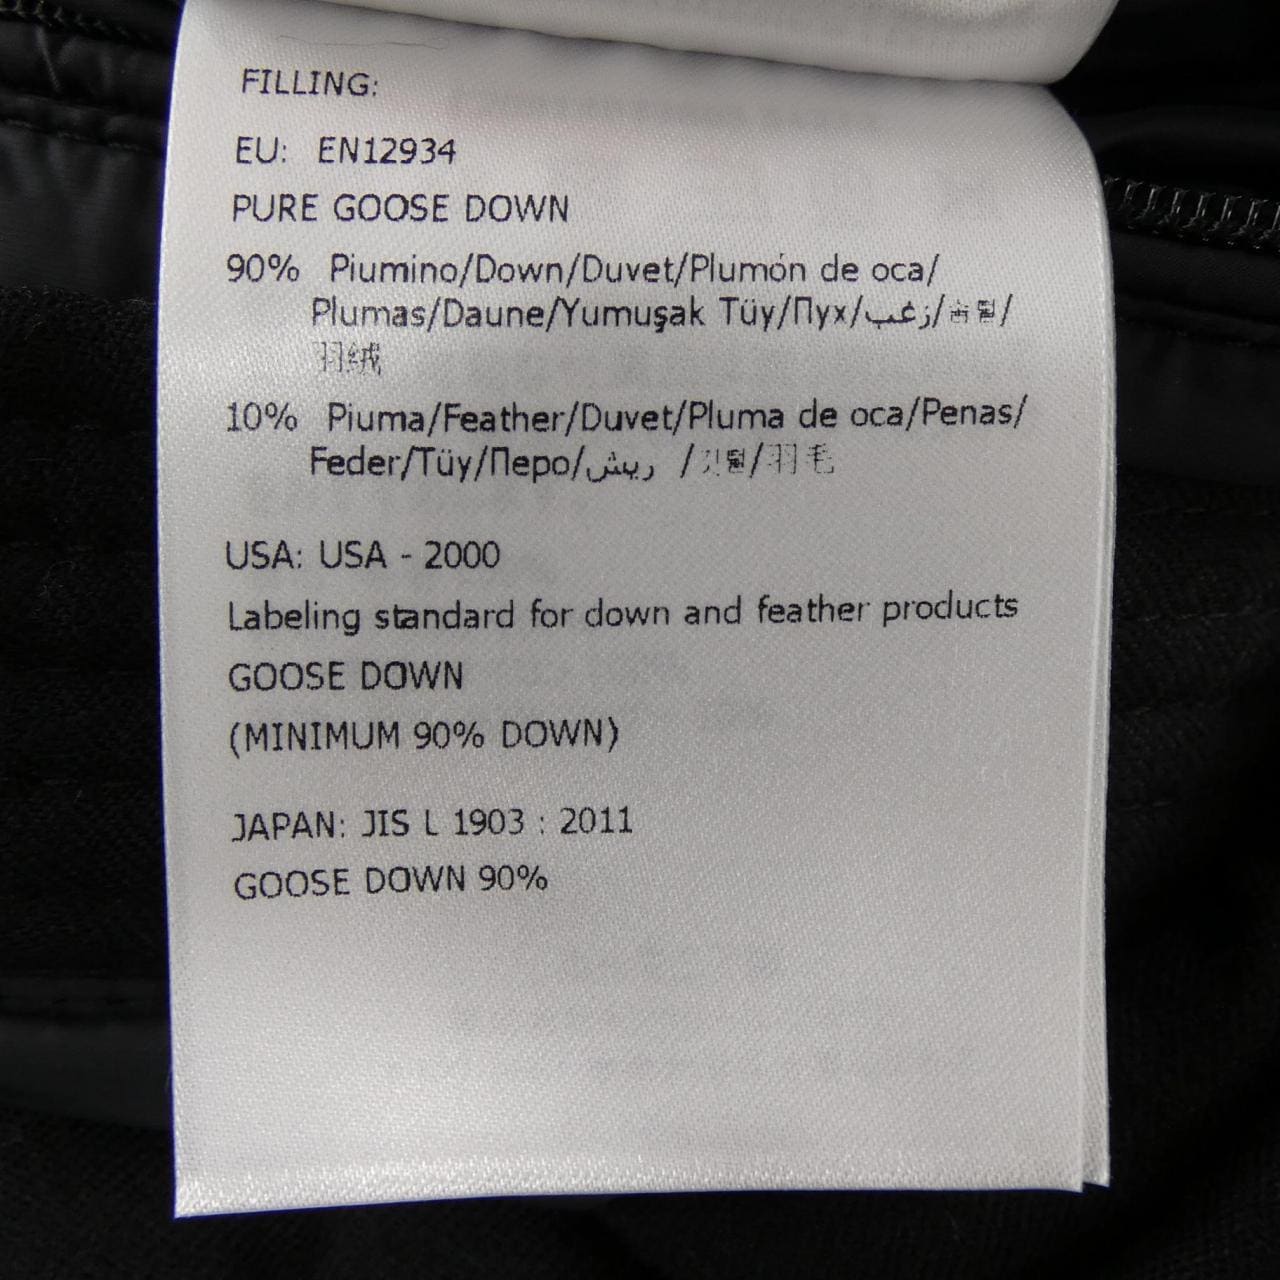 FILLING:
EU: EN12934
PURE GOOSE DOWN
90% Piumino/Down/Duvet/Plumón de oca/
Plumas/Daune/Yumuşak Tüy/Пух/زغب/솜털/
羽绒
10% Piuma/Feather/Duvet/Pluma de oca/Penas/
Feder/Tüy/Перо/ريش /깃털/羽毛
USA: USA - 2000
Labeling standard for down and feather products
GOOSE DOWN
(MINIMUM 90% DOWN)
JAPAN: JIS L 1903 : 2011
GOOSE DOWN 90%